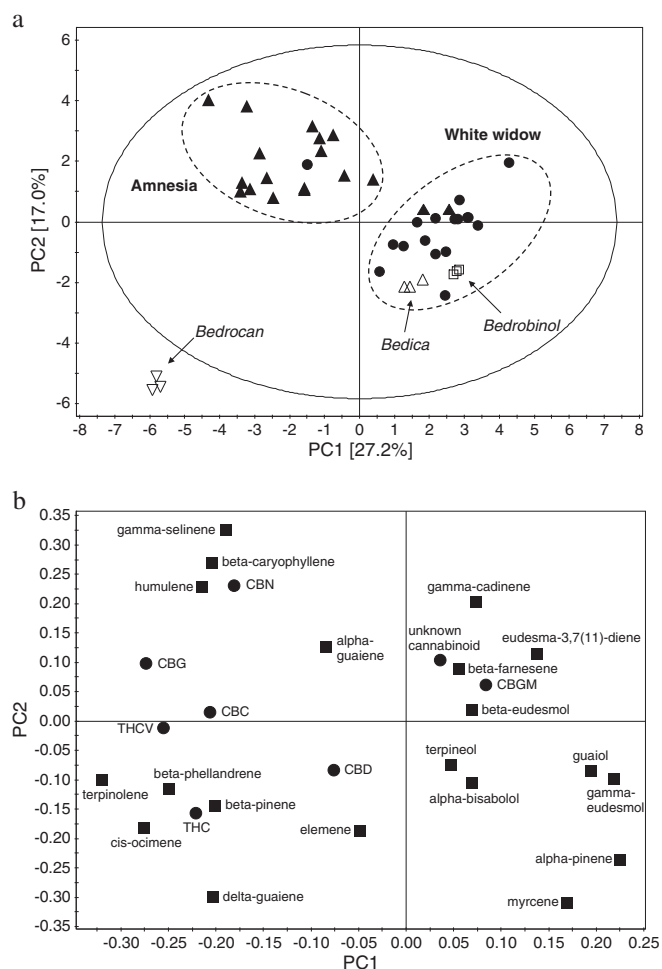 a
6
4
2
0
-2
-4
-6
PC2 [17.0%]
Amnesia
White widow
Bedrocan
Bedica
Bedrobinol
-8 -7 -6 -5 -4 -3 -2 -1 0 1 2 3 4 5 6 7 8
PC1 [27.2%]
b
0.35
0.30
0.25
0.20
0.15
0.10
0.05
0.00
-0.05
-0.10
-0.15
-0.20
-0.25
-0.30
-0.35
PC2
gamma-selinene
beta-caryophyllene
humulene
CBN
alpha-
guaiene
CBG
CBC
THCV
gamma-cadinene
unknown
cannabinoid
eudesma-3,7(11)-diene
beta-farnesene
CBGM
beta-eudesmol
beta-phellandrene
terpinolene
CBD
beta-pinene
THC
cis-ocimene
elemene
delta-guaiene
terpineol
guaiol
alpha-bisabolol
gamma-
eudesmol
alpha-pinene
myrcene
-0.30 -0.25 -0.20 -0.15 -0.10 -0.05 0.00 0.05 0.10 0.15 0.20 0.25
PC1